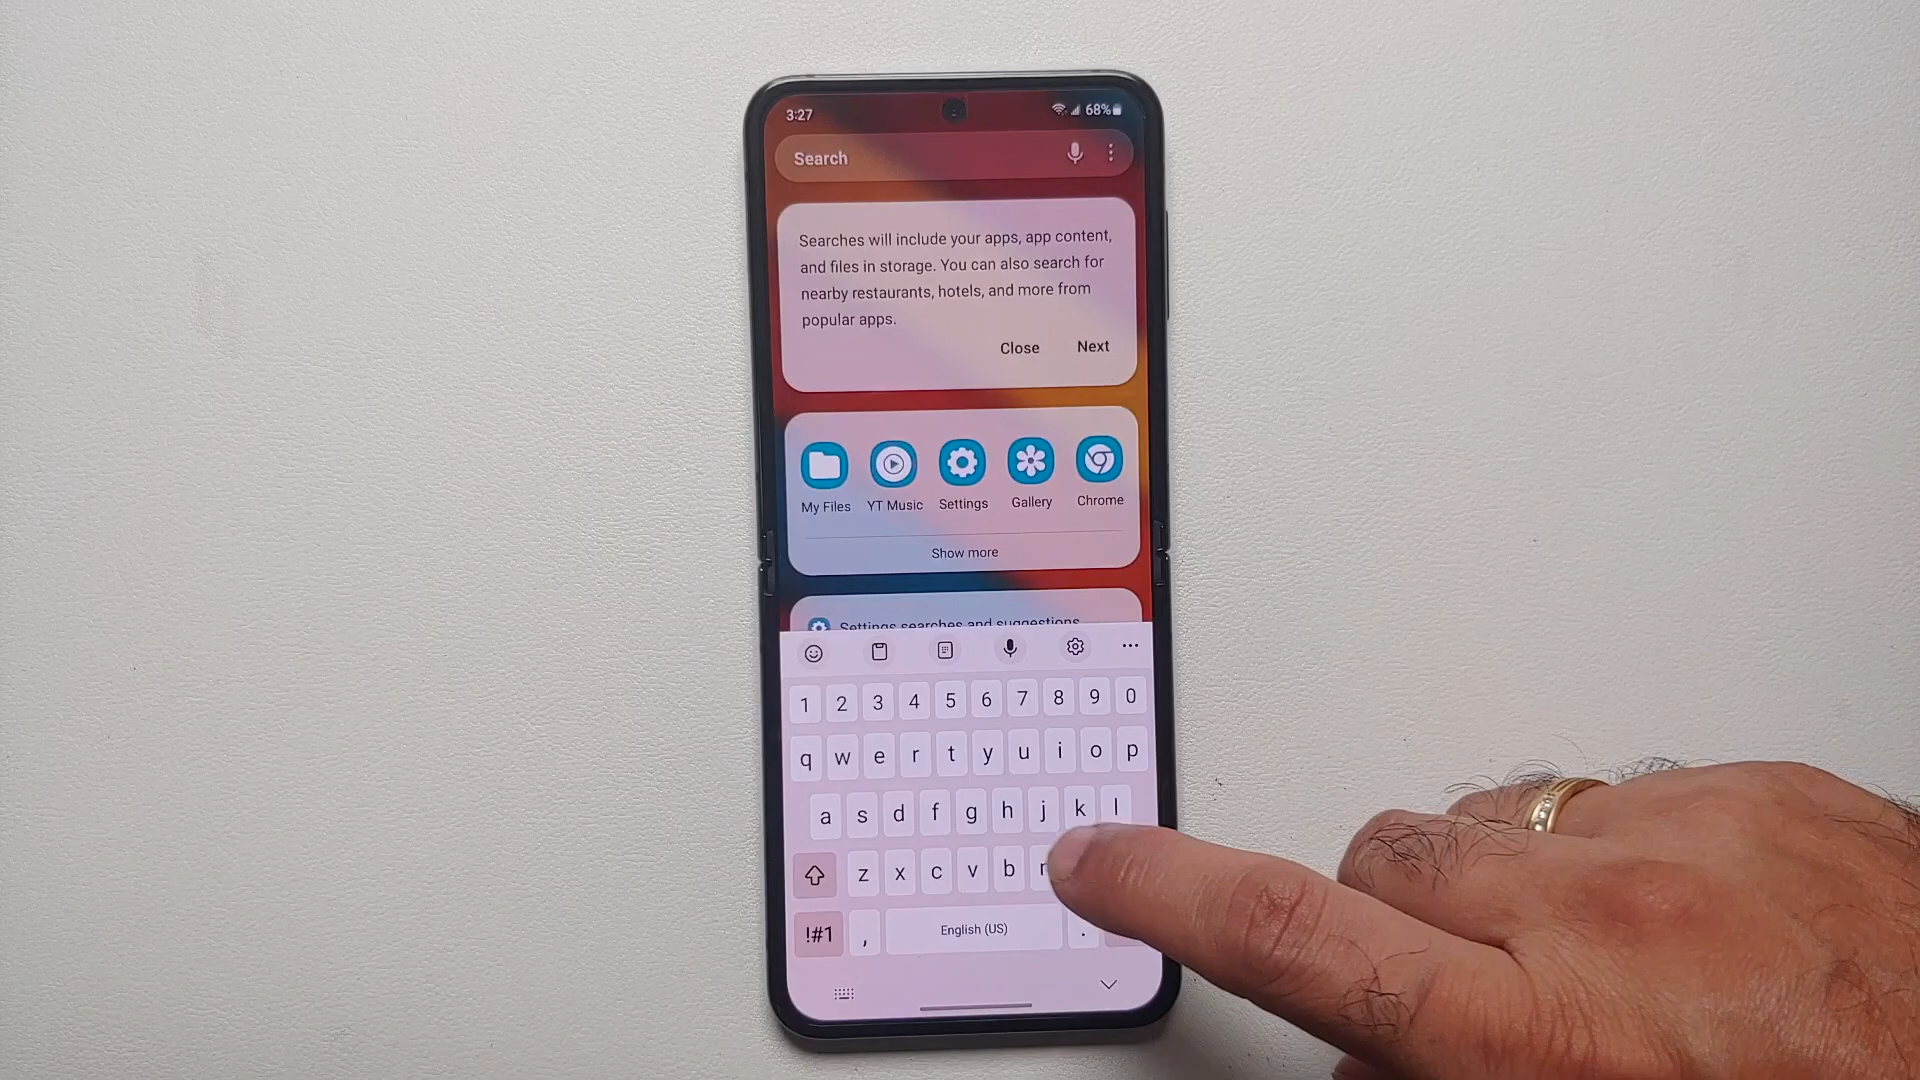 3:27
68%
Search
Searches will include your apps, app content,
and files in storage. You can also search for
nearby restaurants, hotels, and more from
popular apps.
Close Next
My Files YT Music Settings Gallery Chrome
Show more
Settings searches and suggestions
1 2 3 4 5 6 7 8 9 0
q w e r t y u i o p
a s d f g h j k l
z x c v b
!#1 , English (US) .